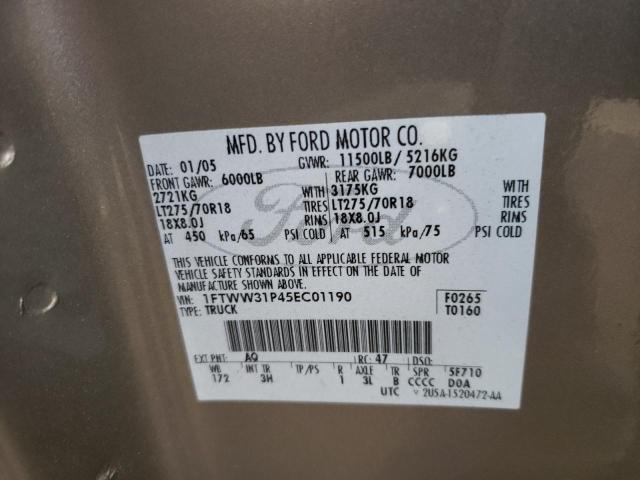 MFD. BY FORD MOTOR CO.
DATE: 01/05 GVWR: 11500LB/ 5216KG
FRONT GAWR: 6000LB REAR GAWR: 7000LB
2721KG WITH 3175KG WITH
LT275/70R18 TIRES LT275/70R18 TIRES
18X8.0J RIMS 18X8.0J RIMS
AT 450 kPa/65 PSI COLD AT 515 kPa/75 PSI COLD
THIS VEHICLE CONFORMS TO ALL APPLICABLE FEDERAL MOTOR
VEHICLE SAFETY STANDARDS IN EFFECT ON THE DATE OF
MANUFACTURE SHOWN ABOVE.
VIN: 1FTWW31P45EC01190 F0265
TYPE: TRUCK T0160
EXT PNT: AQ RC: 47 DSO:
WB INT TR TP/PS R AXLE TR SPR 5F710
172 3H 1 3L B CCCC D0A
UTC 2U5A-1520472-AA
Ford